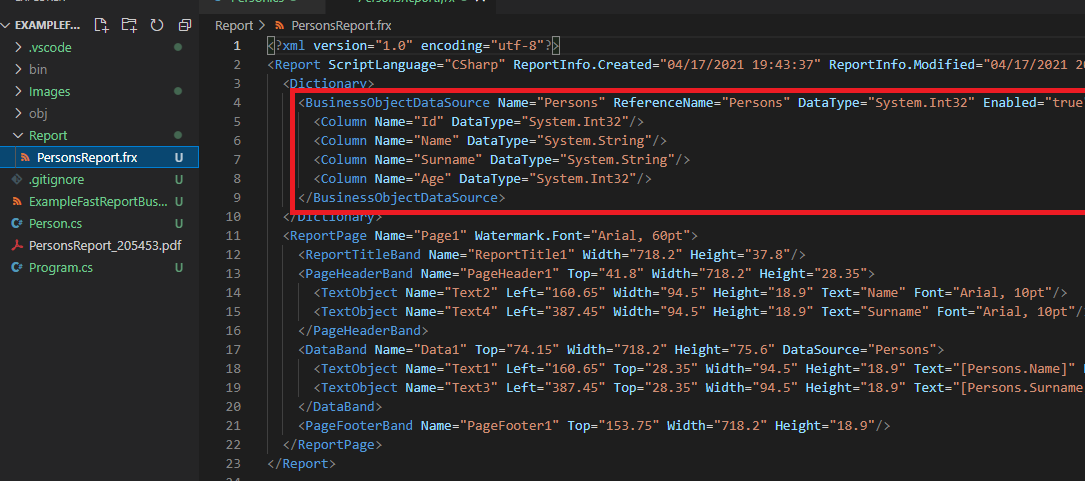 EXAMPLEF...
.vscode
bin
Images
obj
Report
PersonsReport.frx U
.gitignore U
ExampleFastReportBus... U
C# Person.cs U
PersonsReport_205453.pdf
C# Program.cs U
Report > PersonsReport.frx
1 <?xml version="1.0" encoding="utf-8"?>
2 <Report ScriptLanguage="CSharp" ReportInfo.Created="04/17/2021 19:43:37" ReportInfo.Modified="04/17/2021 20
3 <Dictionary>
4 <BusinessObjectDataSource Name="Persons" ReferenceName="Persons" DataType="System.Int32" Enabled="true
5 <Column Name="Id" DataType="System.Int32"/>
6 <Column Name="Name" DataType="System.String"/>
7 <Column Name="Surname" DataType="System.String"/>
8 <Column Name="Age" DataType="System.Int32"/>
9 </BusinessObjectDataSource>
10 </Dictionary>
11 <ReportPage Name="Page1" Watermark.Font="Arial, 60pt">
12 <ReportTitleBand Name="ReportTitle1" Width="718.2" Height="37.8"/>
13 <PageHeaderBand Name="PageHeader1" Top="41.8" Width="718.2" Height="28.35">
14 <TextObject Name="Text2" Left="160.65" Width="94.5" Height="18.9" Text="Name" Font="Arial, 10pt"/>
15 <TextObject Name="Text4" Left="387.45" Width="94.5" Height="18.9" Text="Surname" Font="Arial, 10pt"/
16 </PageHeaderBand>
17 <DataBand Name="Data1" Top="74.15" Width="718.2" Height="75.6" DataSource="Persons">
18 <TextObject Name="Text1" Left="160.65" Top="28.35" Width="94.5" Height="18.9" Text="[Persons.Name]"
19 <TextObject Name="Text3" Left="387.45" Top="28.35" Width="94.5" Height="18.9" Text="[Persons.Surname
20 </DataBand>
21 <PageFooterBand Name="PageFooter1" Top="153.75" Width="718.2" Height="18.9"/>
22 </ReportPage>
23 </Report>